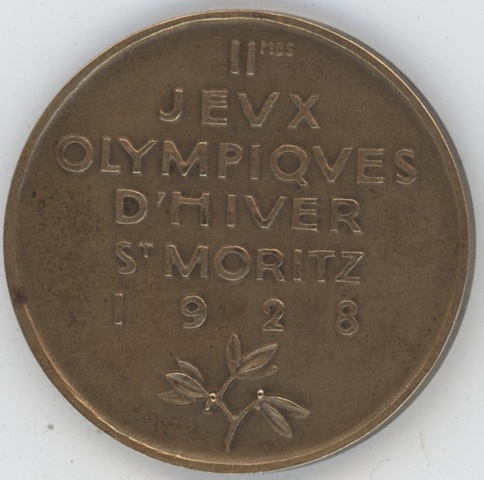 IIMES
JEVX
OLYMPIQVES
D'HIVER
ST MORITZ
1928